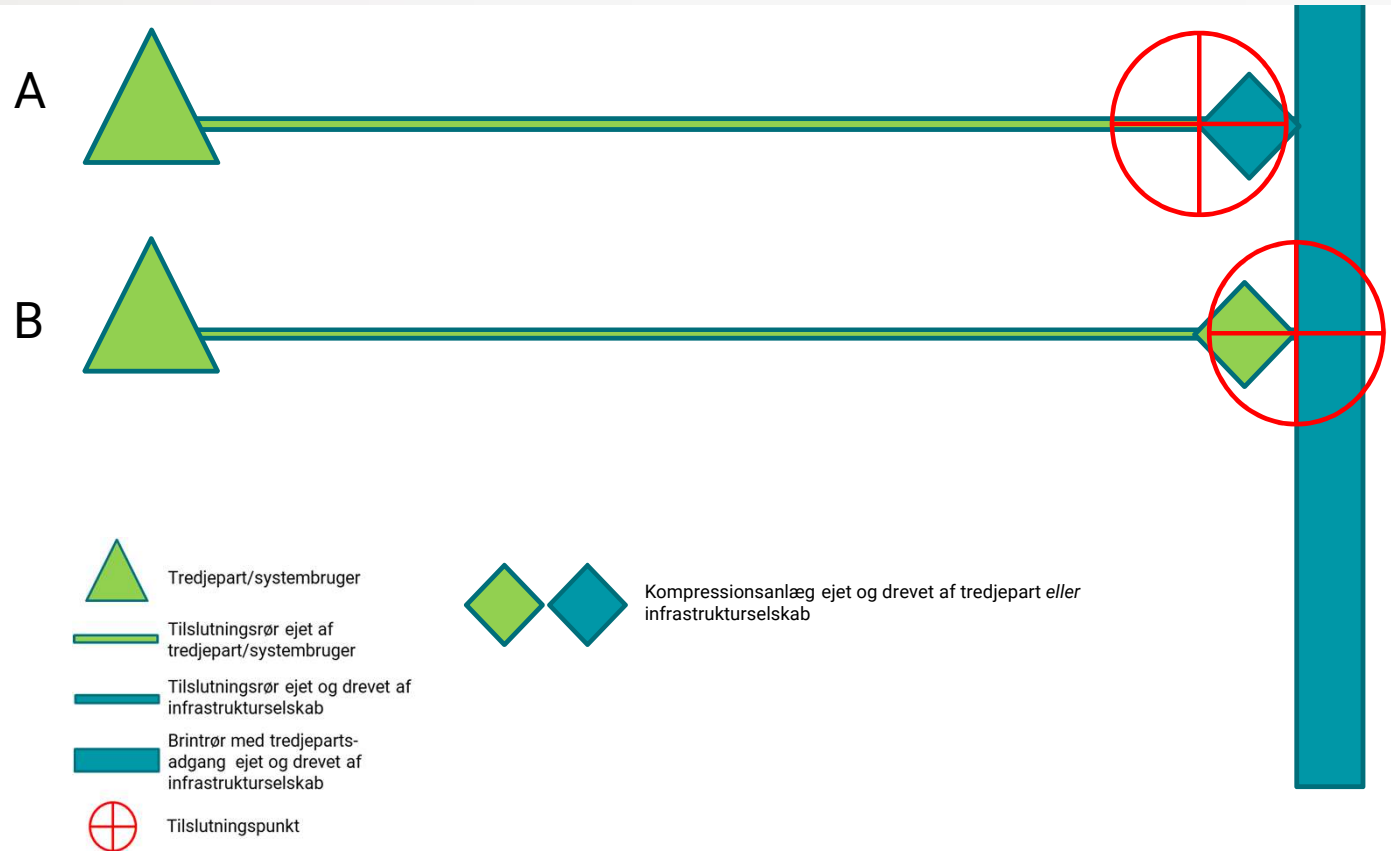 A
B
Tredjepart/systembruger
Tilslutningsrør ejet af
tredjepart/systembruger
Tilslutningsrør ejet og drevet af
infrastrukturselskab
Brintrør med tredjeparts-
adgang ejet og drevet af
infrastrukturselskab
Tilslutningspunkt
Kompressionsanlæg ejet og drevet af tredjepart eller
infrastrukturselskab